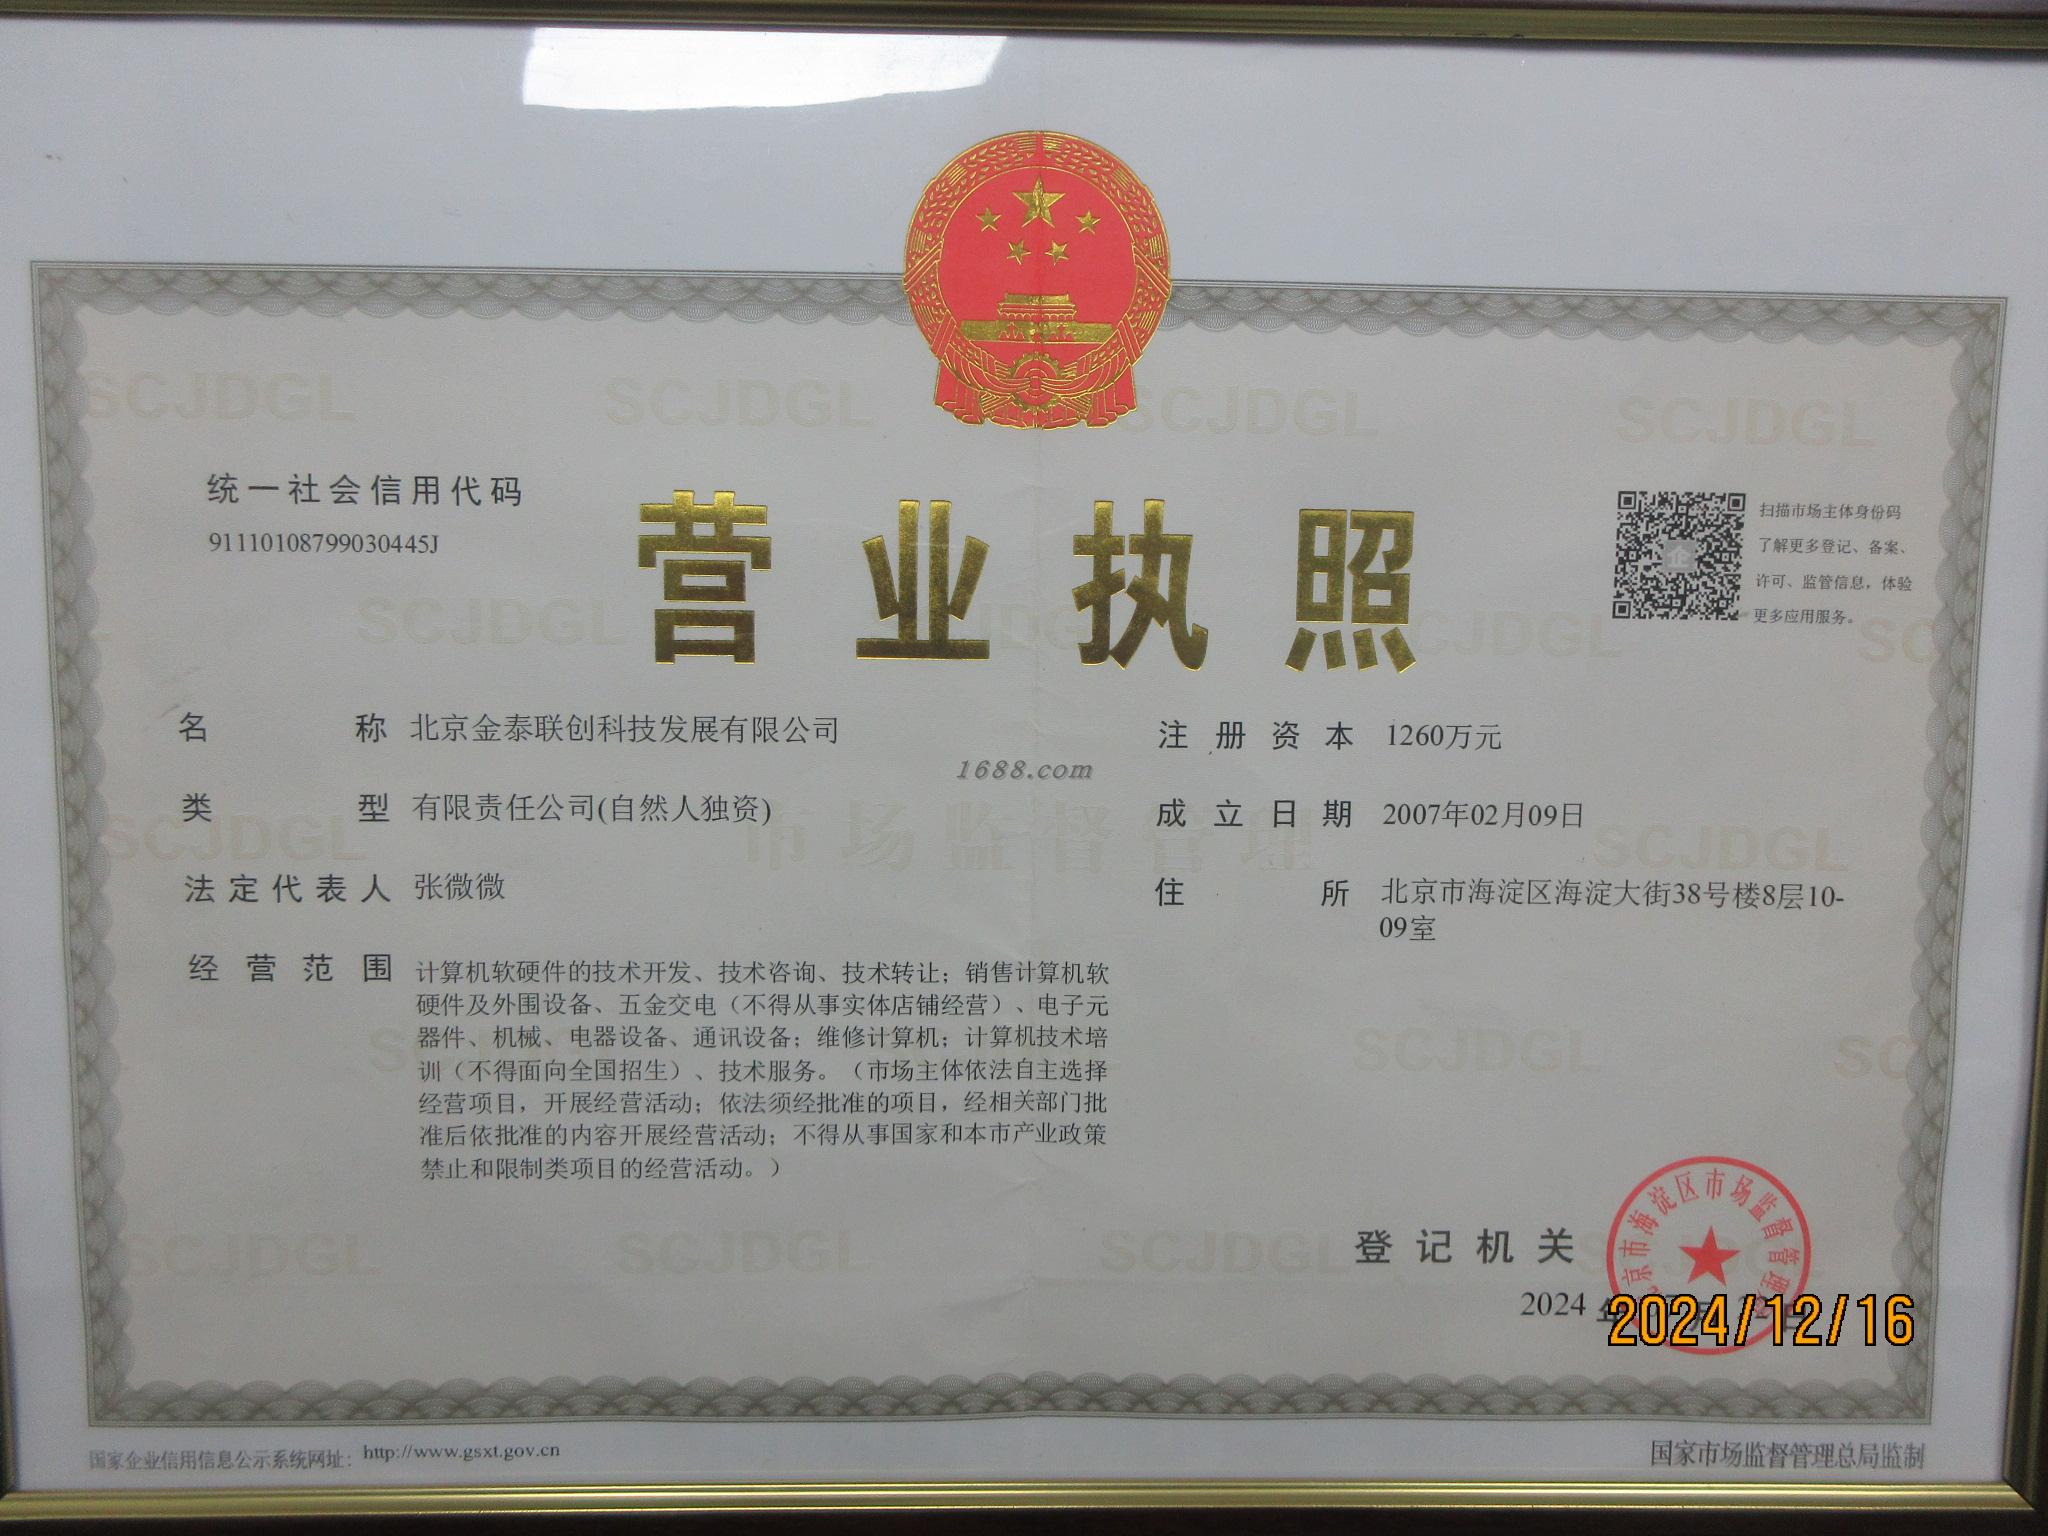 统一社会信用代码
91110108799030445J
营业执照
扫描市场主体身份码
了解更多登记、备案、
许可、监管信息，体验
更多应用服务。
名称 北京金泰联创科技发展有限公司
类型 有限责任公司(自然人独资)
法定代表人 张微微
经营范围 计算机软硬件的技术开发、技术咨询、技术转让；销售计算机软
硬件及外围设备、五金交电（不得从事实体店铺经营）、电子元
器件、机械、电器设备、通讯设备；维修计算机；计算机技术培
训（不得面向全国招生）、技术服务。（市场主体依法自主选择
经营项目，开展经营活动；依法须经批准的项目，经相关部门批
准后依批准的内容开展经营活动；不得从事国家和本市产业政策
禁止和限制类项目的经营活动。）
注册资本 1260万元
成立日期 2007年02月09日
住所 北京市海淀区海淀大街38号楼8层10-
09室
1688.com
市场监督管理
SCJDGL
登记机关
京市海淀区市场监督管理
2024 年
2024/12/16
国家企业信用信息公示系统网址： http://www.gsxt.gov.cn
国家市场监督管理总局监制